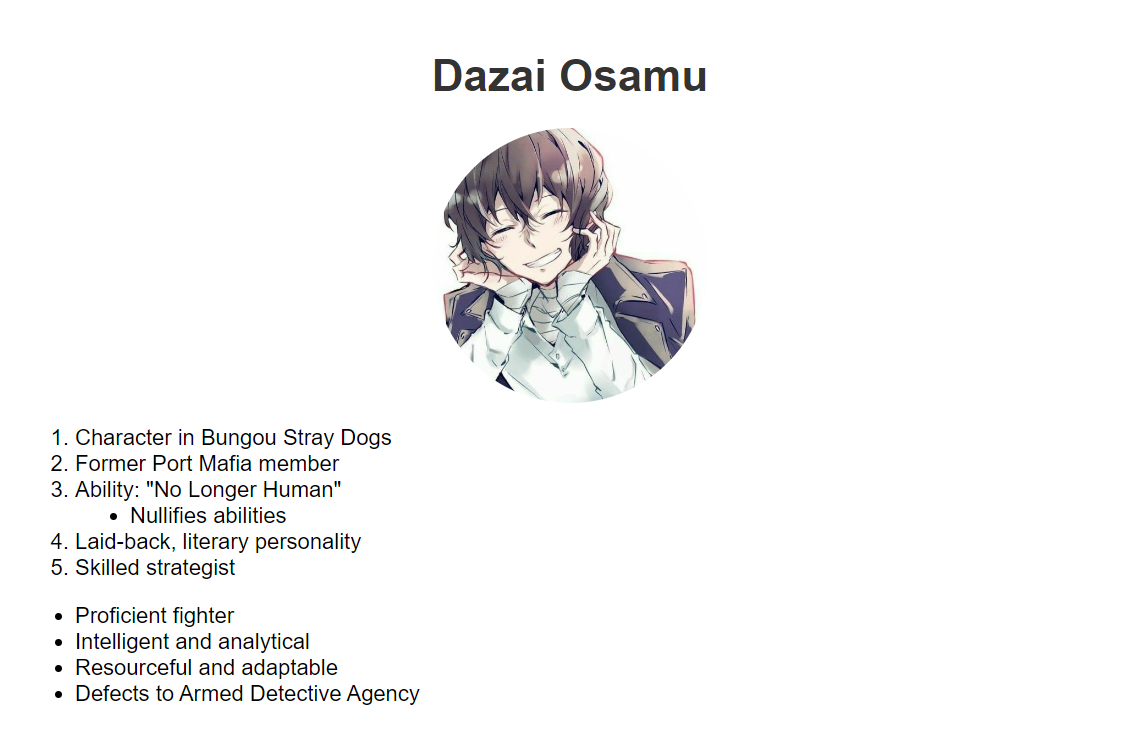 Dazai Osamu
1. Character in Bungou Stray Dogs
2. Former Port Mafia member
3. Ability: "No Longer Human"
• Nullifies abilities
4. Laid-back, literary personality
5. Skilled strategist
• Proficient fighter
• Intelligent and analytical
• Resourceful and adaptable
• Defects to Armed Detective Agency